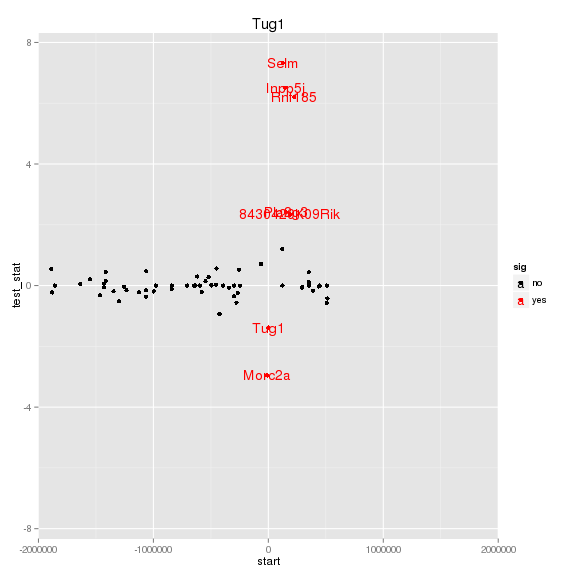 Tug1
8
4
0
-4
-8
test_stat
Selm
Inpp5j
Rnf185
8430429K09Rik
Tug1
Morc2a
-2000000
-1000000
0
1000000
2000000
start
sig
a no
a yes